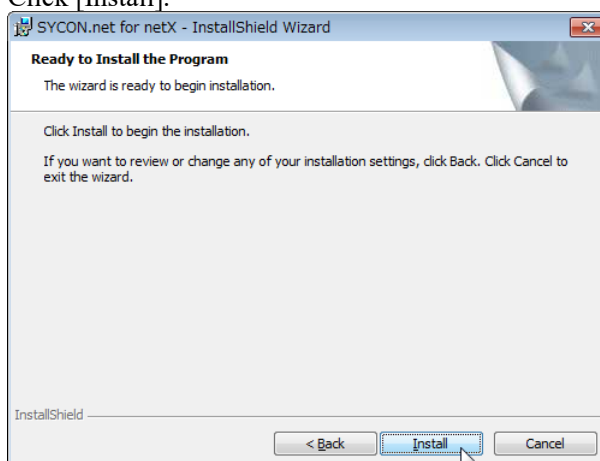 Click [Install].
SYCON.net for netX - InstallShield Wizard
Ready to Install the Program
The wizard is ready to begin installation.
Click Install to begin the installation.
If you want to review or change any of your installation settings, click Back. Click Cancel to
exit the wizard.
InstallShield
< Back Install Cancel